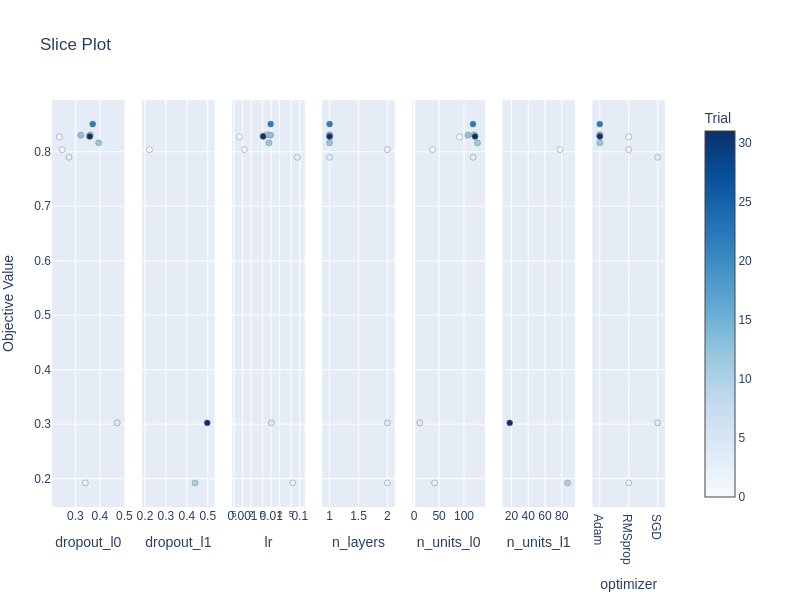 Slice Plot
Trial
Objective Value
0.8
0.7
0.6
0.5
0.4
0.3
0.2
0.3 0.4 0.5
0.2 0.3 0.4 0.5
0.01 0.1
1 1.5 2
0 50 100
20 40 60 80
Adam
RMSprop
SGD
dropout_l0
dropout_l1
lr
n_layers
n_units_l0
n_units_l1
optimizer
30
25
20
15
10
5
0